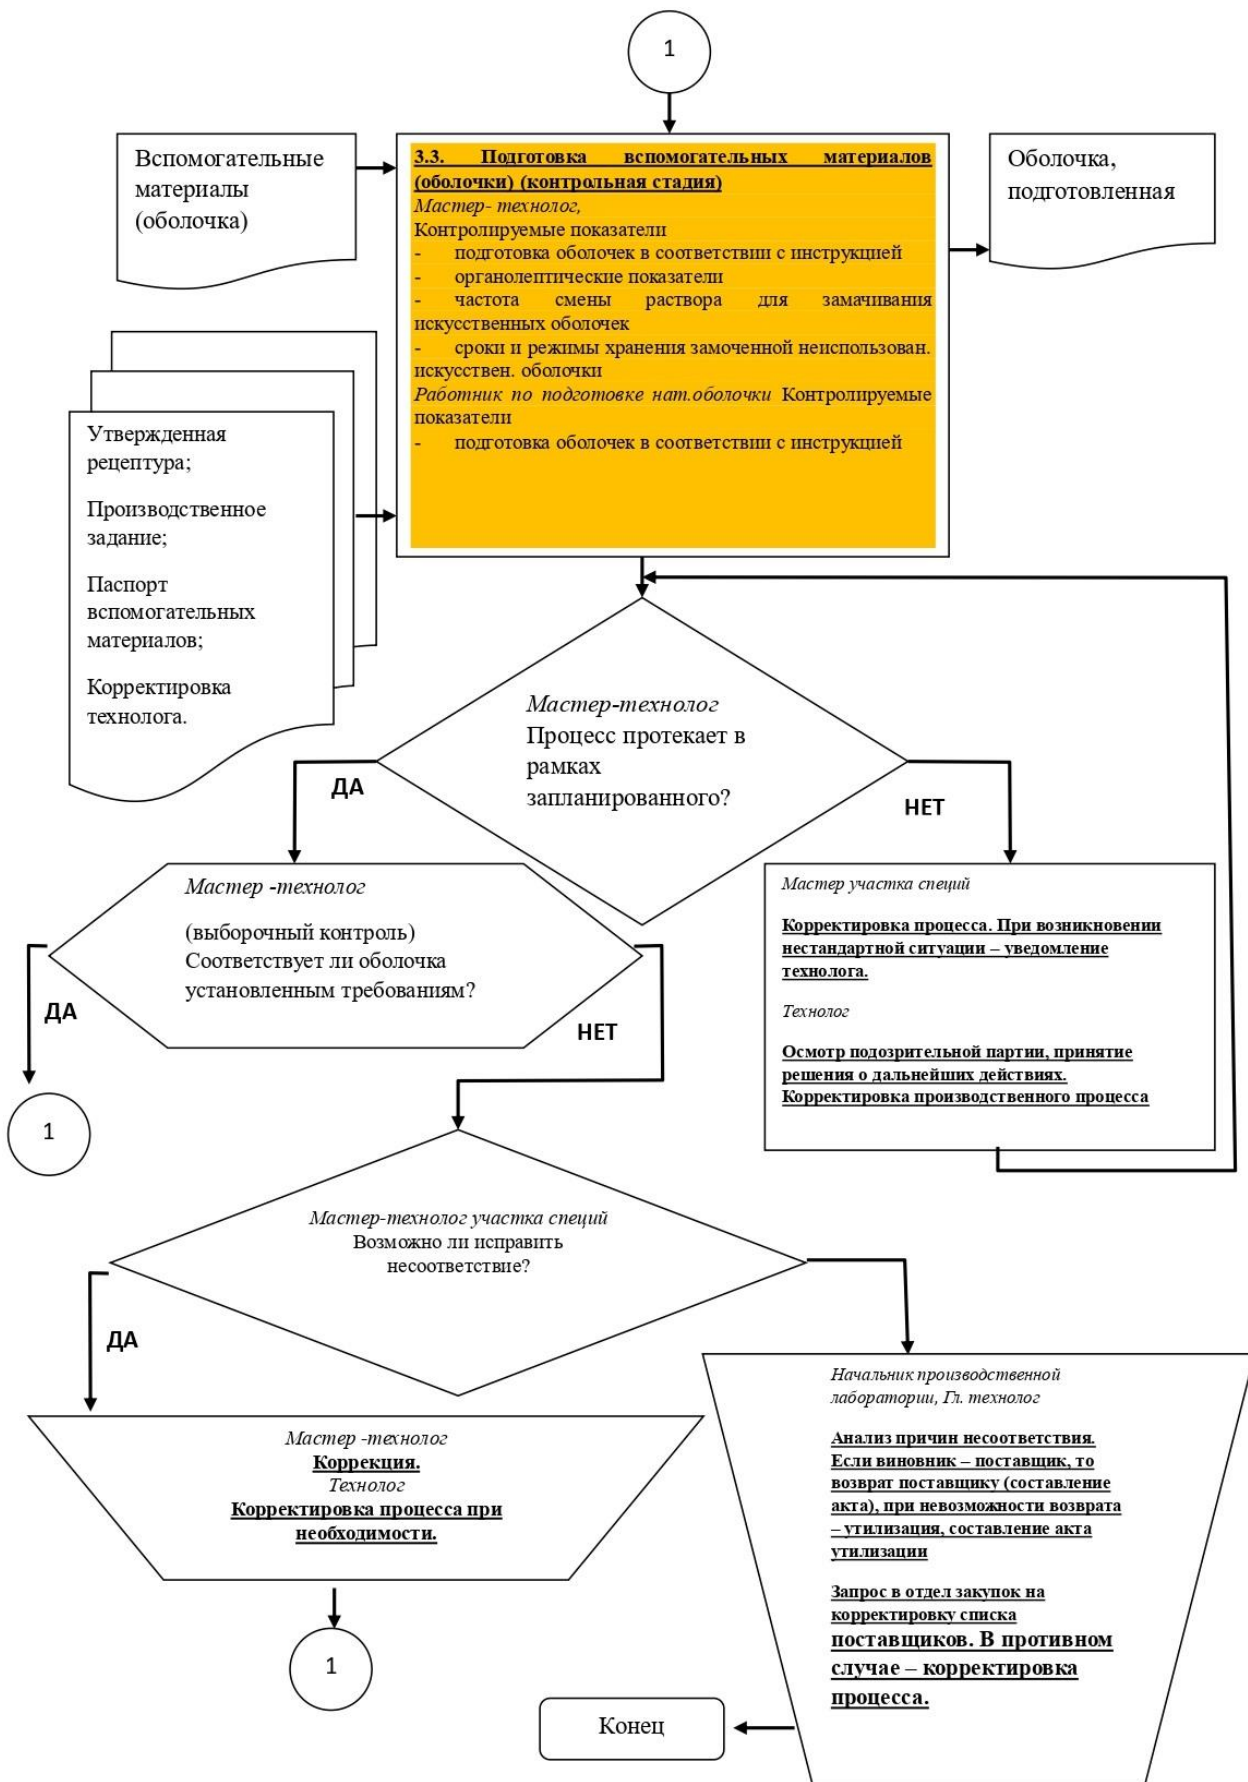 1
Вспомогательные
материалы
(оболочка)
3.3. Подготовка вспомогательных материалов
(оболочки) (контрольная стадия)
Мастер- технолог,
Контролируемые показатели
- подготовка оболочек в соответствии с инструкцией
- органолептические показатели
- частота смены раствора для замачивания
искусственных оболочек
- сроки и режимы хранения замоченной неиспользован.
искусствен. оболочки
Работник по подготовке нат.оболочки Контролируемые
показатели
- подготовка оболочек в соответствии с инструкцией
Оболочка,
подготовленная
Утвержденная
рецептура;
Производственное
задание;
Паспорт
вспомогательных
материалов;
Корректировка
технолога.
Мастер-технолог
Процесс протекает в
рамках
запланированного?
ДА
НЕТ
Мастер -технолог
(выборочный контроль)
Соответствует ли оболочка
установленным требованиям?
ДА
НЕТ
1
Мастер участка специй
Корректировка процесса. При возникновении
нестандартной ситуации – уведомление
технолога.
Технолог
Осмотр подозрительной партии, принятие
решения о дальнейших действиях.
Корректировка производственного процесса
Мастер-технолог участка специй
Возможно ли исправить
несоответствие?
ДА
Мастер -технолог
Коррекция.
Технолог
Корректировка процесса при
необходимости.
1
Начальник производственной
лаборатории, Гл. технолог
Анализ причин несоответствия.
Если виновник – поставщик, то
возврат поставщику (составление
акта), при невозможности возврата
– утилизация, составление акта
утилизации
Запрос в отдел закупок на
корректировку списка
поставщиков. В противном
случае – корректировка
процесса.
Конец